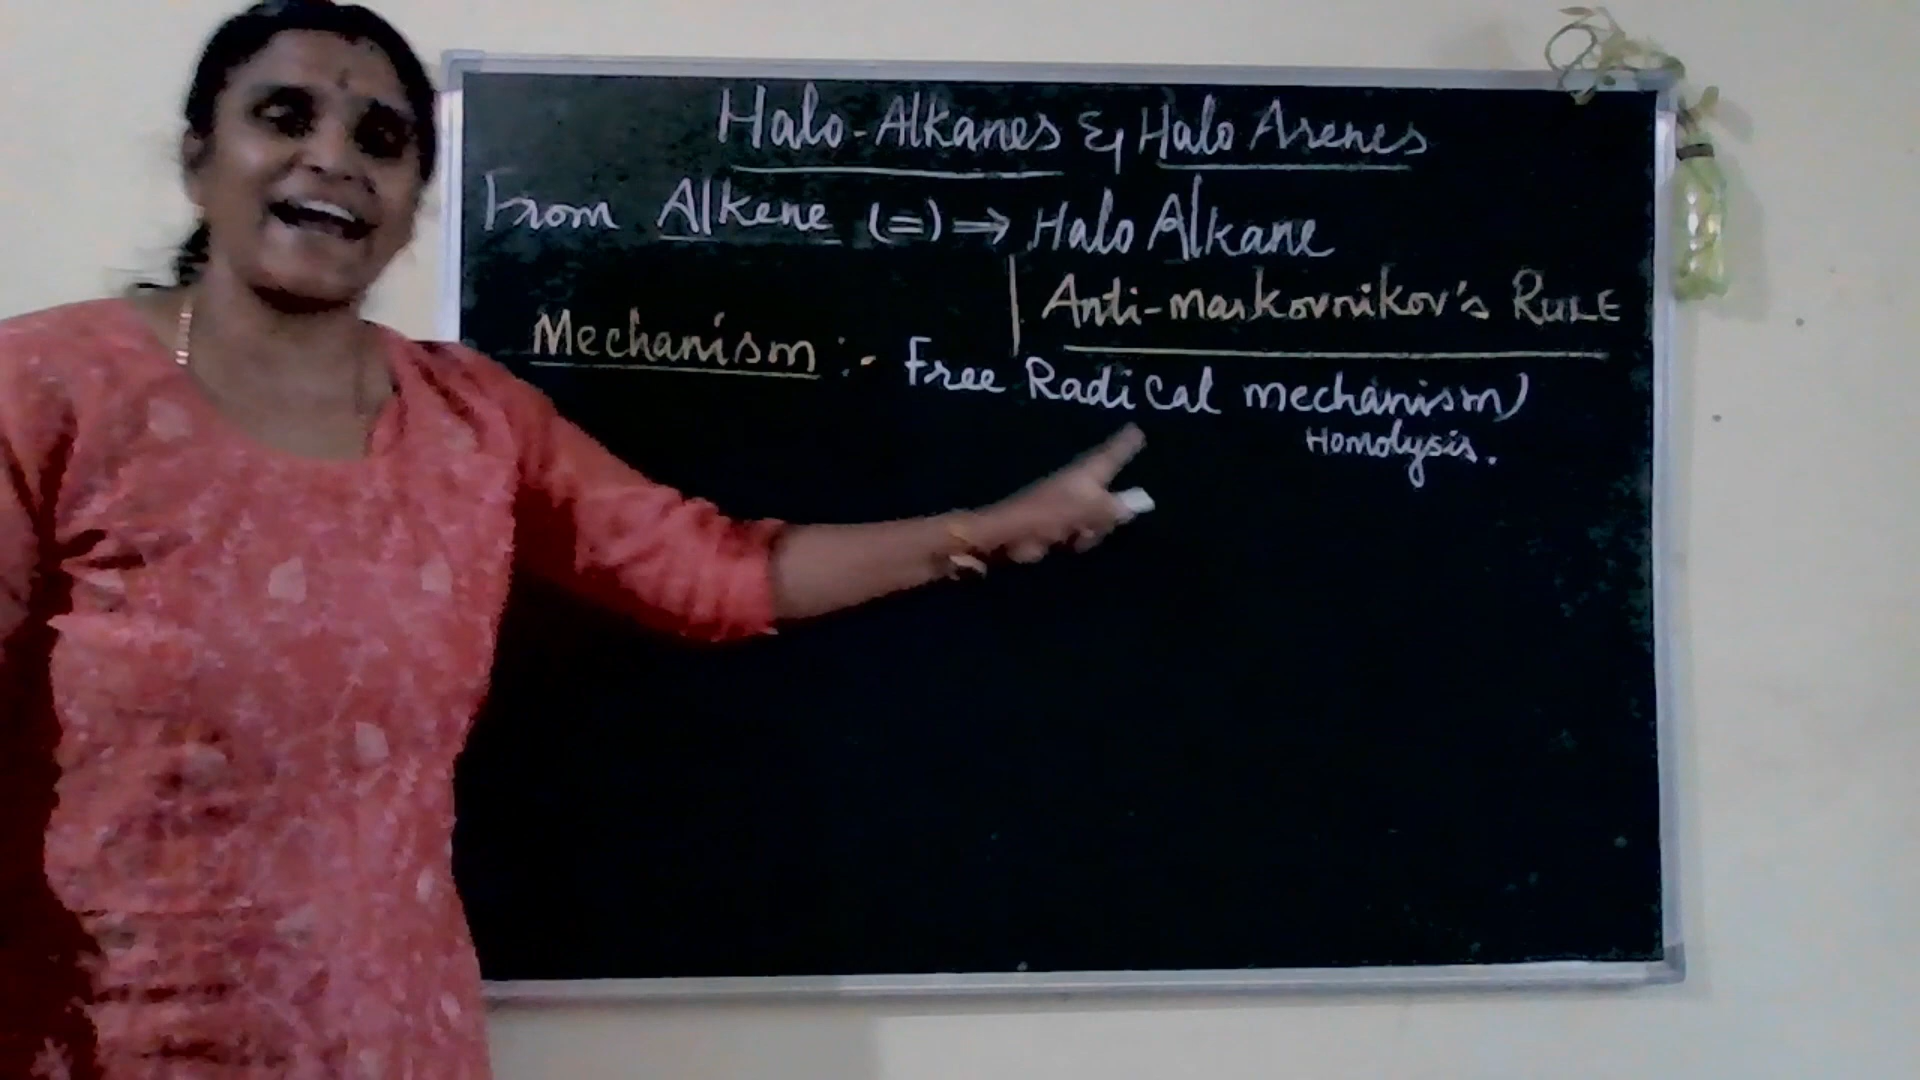 Halo-Alkanes & Halo Arenes
From Alkene (=) ⇒ Halo Alkane
Anti-markovnikov's RULE
Mechanism :- Free Radical mechanism)
Homolysis.